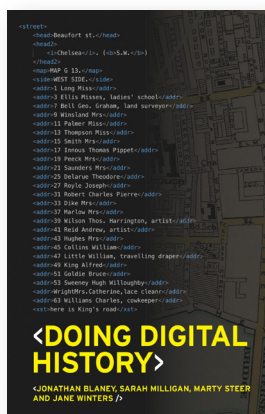 <street>
<head>Beaufort st.</head>
<head2>
<i>Chelsea</i>. (<b>S.W.</b>)
</head2>
<map>MAP G 13.</map>
<side>WEST SIDE.</side>
<addr>1 Long Miss</addr>
<addr>3 Ellis Misses, ladies' school</addr>
<addr>7 Bell Geo. Graham, land surveyor</addr>
<addr>9 Winsland Mrs</addr>
<addr>11 Palmer Miss</addr>
<addr>13 Thompson Miss</addr>
<addr>15 Smith Mrs</addr>
<addr>17 Innous Thomas Pippet</addr>
<addr>19 Peeck Mrs</addr>
<addr>21 Saunders Mrs</addr>
<addr>25 Delarue Theodore</addr>
<addr>27 Royle Joseph</addr>
<addr>31 Robert Charles Pierre</addr>
<addr>33 Dike Mrs</addr>
<addr>37 Marlow Mrs</addr>
<addr>39 Wilson Thos. Harrington, artist</addr>
<addr>41 Reid Andrew, artist</addr>
<addr>43 Hughes Mrs</addr>
<addr>45 Collins William</addr>
<addr>47 Little William, travelling draper</addr>
<addr>49 King Alfred</addr>
<addr>51 Goldie Bruce</addr>
<addr>53 Sweeney Hugh Willoughby</addr>
<addr>WrightMrs.Catherine,lace cleanr</addr>
<addr>63 Williams Charles, cowkeeper</addr>
<xst>here is King's road</xst>
<DOING DIGITAL
HISTORY>
<JONATHAN BLANEY, SARAH MILLIGAN, MARTY STEER
AND JANE WINTERS />